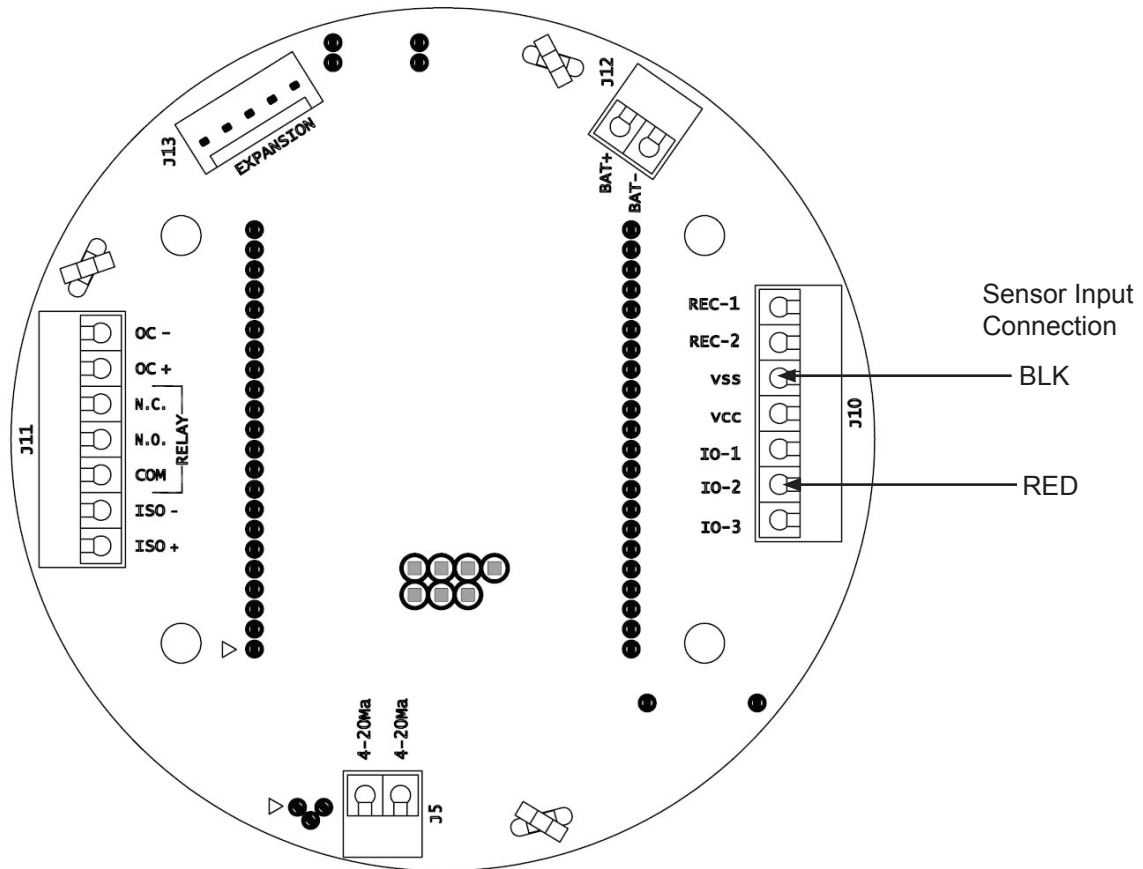 J12
J13
EXPANSION
BAT+
BAT-
REC-1
REC-2
VSS
VCC
IO-1
IO-2
IO-3
J10
Sensor Input
Connection
BLK
RED
OC -
OC +
N.C.
N.O.
COM
ISO -
ISO +
RELAY
J11
4-20Ma
4-20Ma
J5